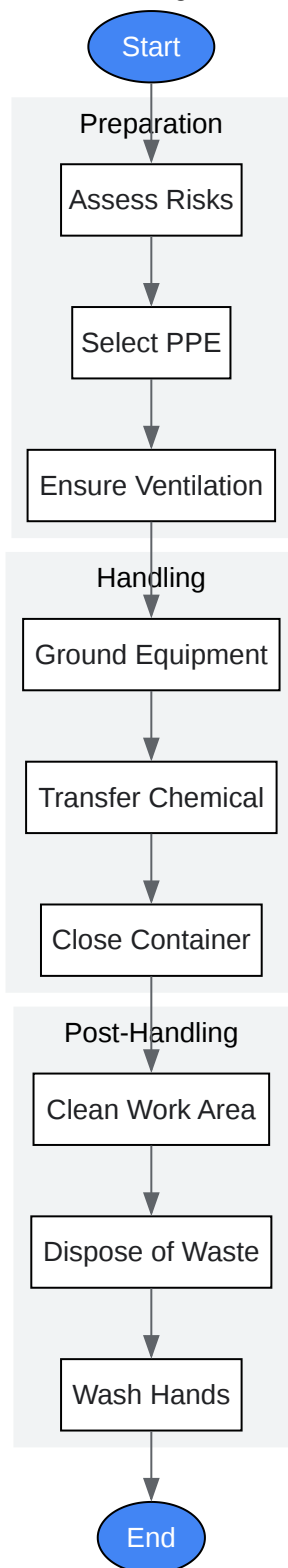 Start
Preparation
Assess Risks
Select PPE
Ensure Ventilation
Handling
Ground Equipment
Transfer Chemical
Close Container
Post-Handling
Clean Work Area
Dispose of Waste
Wash Hands
End